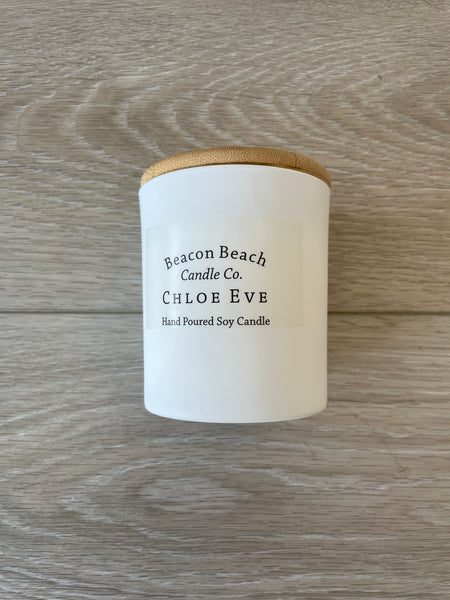 Beacon Beach
Candle Co.
CHLOE EVE
Hand Poured Soy Candle